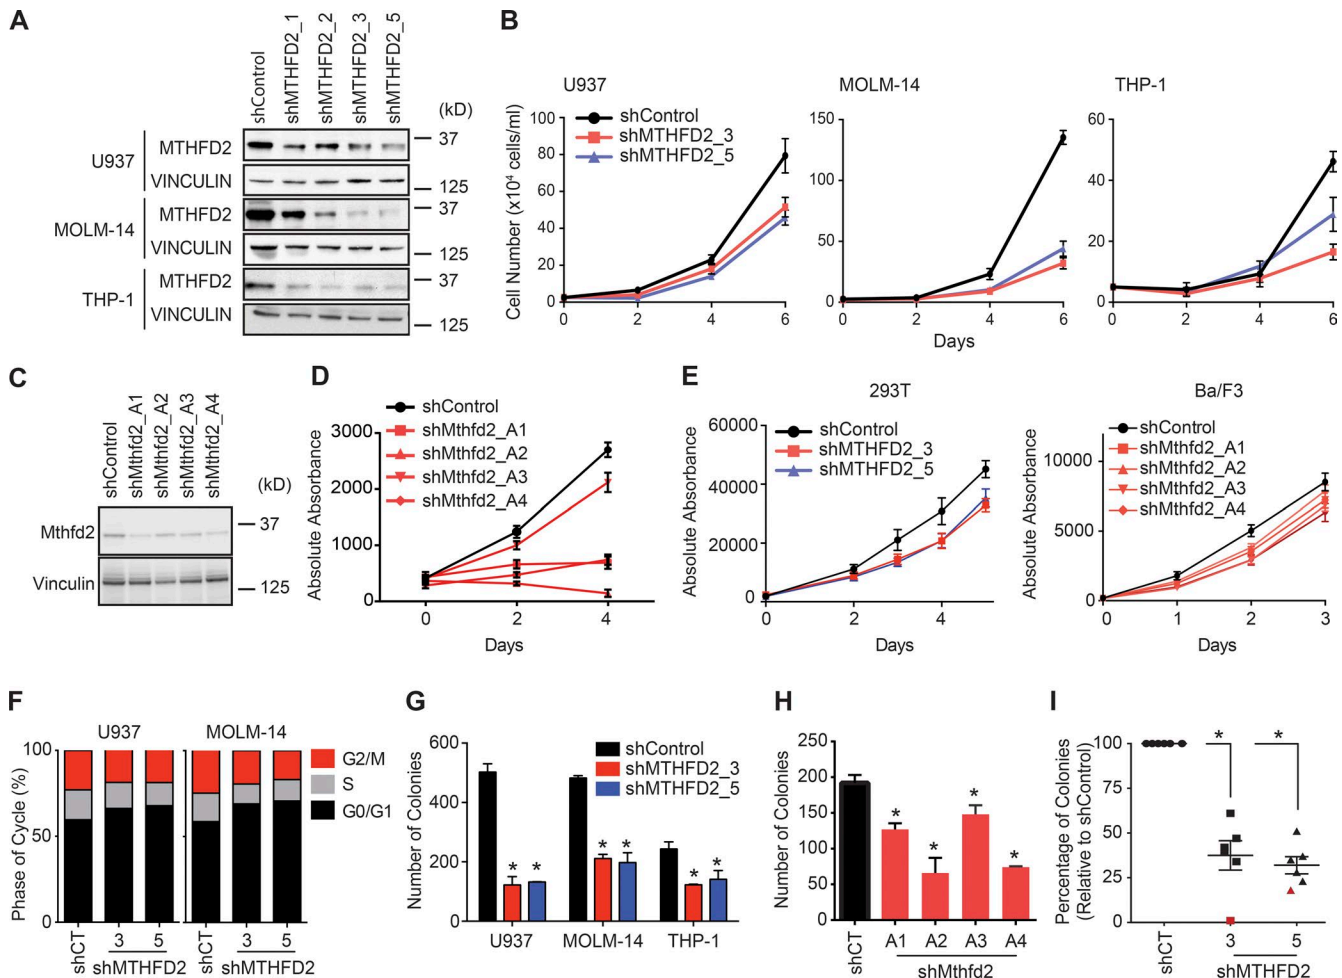 A
shControl
shMTHFD2_1
shMTHFD2_2
shMTHFD2_3
shMTHFD2_5
(kD)
U937
MTHFD2
37
VINCULIN
125
MOLM-14
MTHFD2
37
VINCULIN
125
THP-1
MTHFD2
37
VINCULIN
125
B
U937
MOLM-14
THP-1
shControl
shMTHFD2_3
shMTHFD2_5
Cell Number (x10⁴ cells/ml)
100
80
60
40
20
0
0 2 4 6
150
100
50
0
0 2 4 6
60
40
20
0
0 2 4 6
Days
C
shControl
shMthfd2_A1
shMthfd2_A2
shMthfd2_A3
shMthfd2_A4
(kD)
Mthfd2
37
Vinculin
125
D
shControl
shMthfd2_A1
shMthfd2_A2
shMthfd2_A3
shMthfd2_A4
Absolute Absorbance
3000
2000
1000
0
0 2 4
Days
E
293T
shControl
shMTHFD2_3
shMTHFD2_5
Absolute Absorbance
60000
40000
20000
0
0 2 3 4 5
Days
Ba/F3
shControl
shMthfd2_A1
shMthfd2_A2
shMthfd2_A3
shMthfd2_A4
Absolute Absorbance
10000
5000
0
0 1 2 3
Days
F
U937
MOLM-14
G2/M
S
G0/G1
Phase of Cycle (%)
100
50
0
shCT 3 5 shCT 3 5
shMTHFD2 shMTHFD2
G
shControl
shMTHFD2_3
shMTHFD2_5
Number of Colonies
600
400
200
0
* * * * * *
U937 MOLM-14 THP-1
H
Number of Colonies
250
200
150
100
50
0
* * * *
shCT A1 A2 A3 A4
shMthfd2
I
Percentage of Colonies
(Relative to shControl)
100
75
50
25
0
* *
shCT 3 5
shMTHFD2